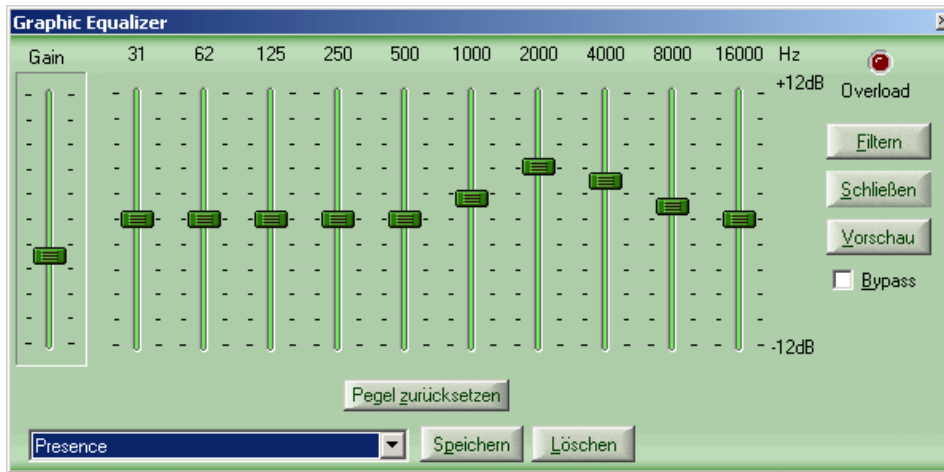 Graphic Equalizer
Gain 31 62 125 250 500 1000 2000 4000 8000 16000 Hz
+12dB
Overload
Filtern
Schließen
Vorschau
Bypass
-12dB
Pegel zurücksetzen
Presence
Speichern
Löschen